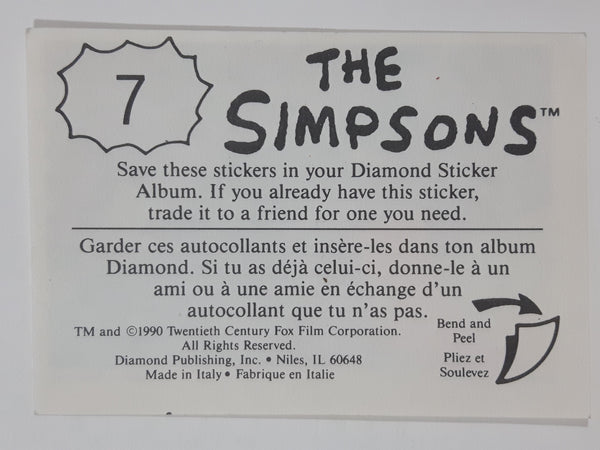 7
THE
SIMPSONS™
Save these stickers in your Diamond Sticker
Album. If you already have this sticker,
trade it to a friend for one you need.
Garder ces autocollants et insère-les dans ton album
Diamond. Si tu as déjà celui-ci, donne-le à un
ami ou à une amie en échange d'un
autocollant que tu n'as pas.
TM and ©1990 Twentieth Century Fox Film Corporation.
All Rights Reserved.
Diamond Publishing, Inc. • Niles, IL 60648
Made in Italy • Fabrique en Italie
Bend and
Peel
Pliez et
Soulevez